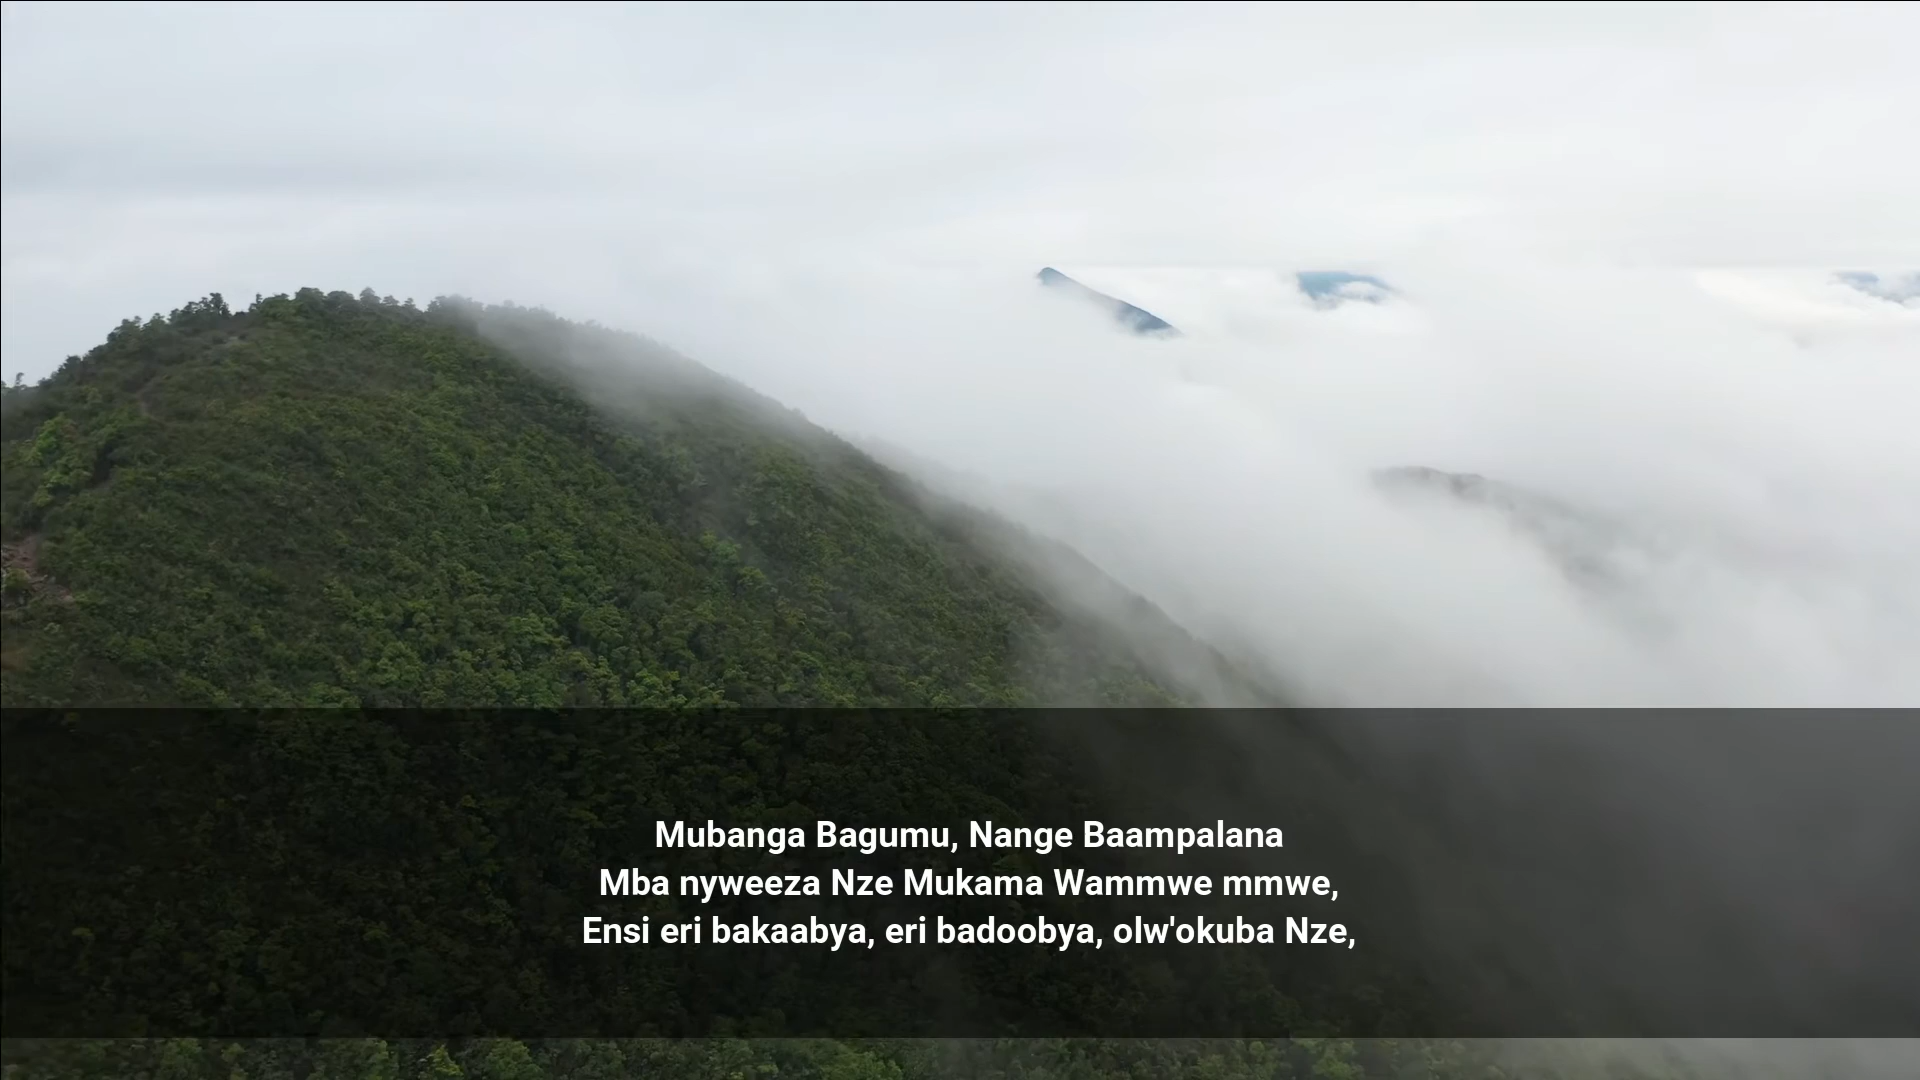 Mubanga Bagumu, Nange Baampalana
Mba nyweeza Nze Mukama Wammwe mmwe,
Ensi eri bakaabya, eri badoobya, olw'okuba Nze,